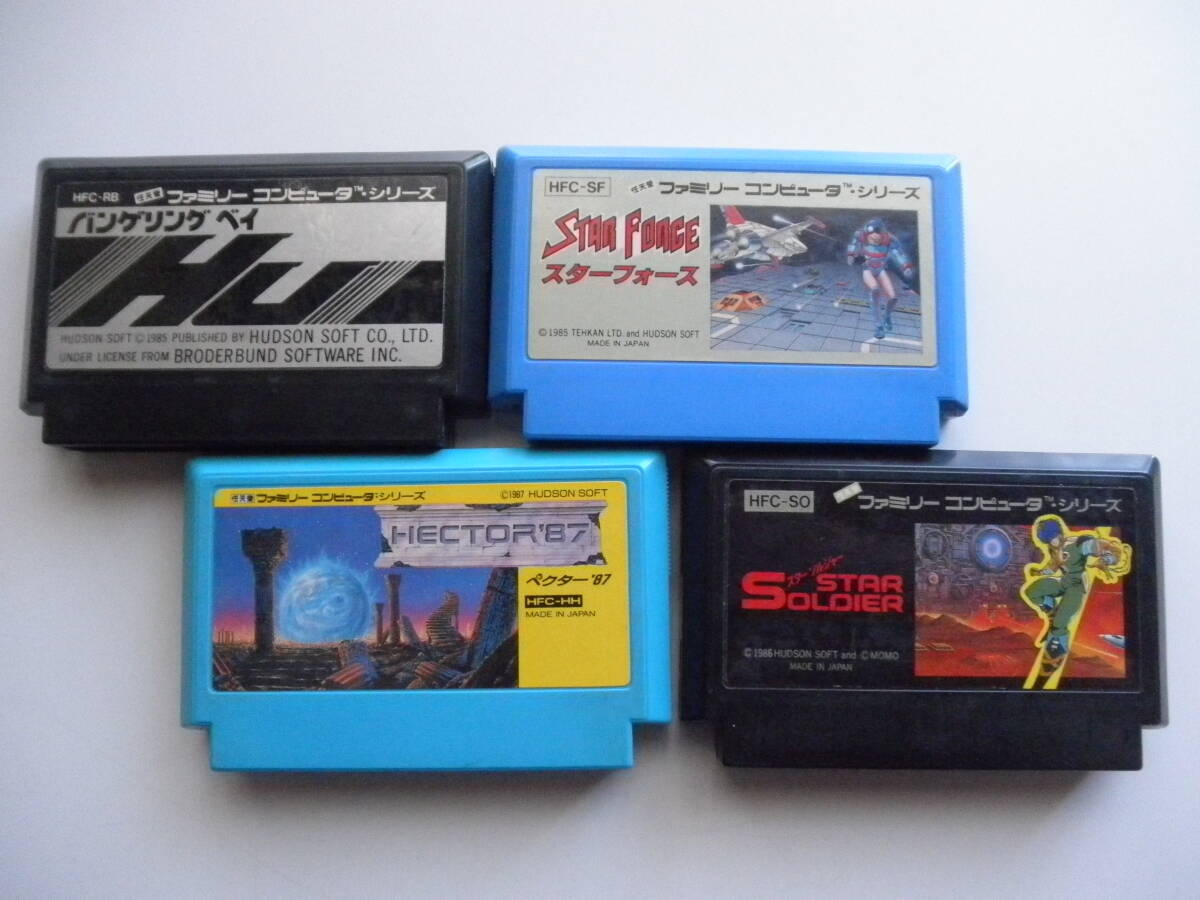 HFC-RB 任天堂 ファミリー コンピュータ™・シリーズ
バンゲリング ベイ
HU
HUDSON SOFT © 1985 PUBLISHED BY HUDSON SOFT CO., LTD.
UNDER LICENSE FROM BRODERBUND SOFTWARE INC.
HFC-SF 任天堂 ファミリー コンピュータ™・シリーズ
STAR FORCE
スターフォース
© 1985 TEHKAN LTD. and HUDSON SOFT
MADE IN JAPAN
任天堂 ファミリー コンピュータ・シリーズ
© 1987 HUDSON SOFT
HECTOR '87
ヘクター '87
HFC-HH
MADE IN JAPAN
HFC-SO ファミリー コンピュータ™・シリーズ
スター・ソルジャー
STAR
SOLDIER
© 1986 HUDSON SOFT and © MOMO
MADE IN JAPAN